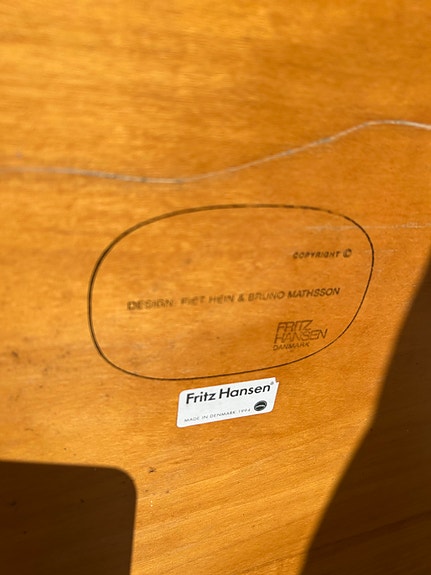 COPYRIGHT ©
DESIGN: PIET HEIN & BRUNO MATHSSON
FRITZ
HANSEN
DANMARK
Fritz Hansen®
MADE IN DENMARK 1994